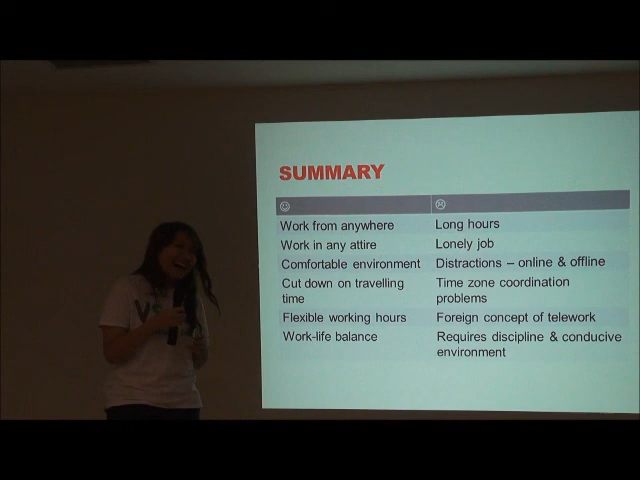 SUMMARY
☺ ☹
Work from anywhere Long hours
Work in any attire Lonely job
Comfortable environment Distractions – online & offline
Cut down on travelling Time zone coordination
time problems
Flexible working hours Foreign concept of telework
Work-life balance Requires discipline & conducive
environment